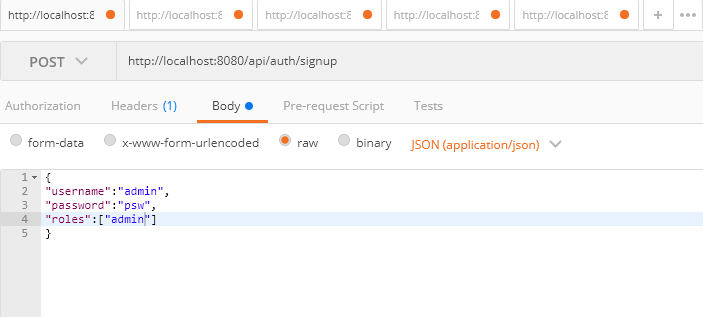 http://localhost:8 http://localhost:8 http://localhost:8 http://localhost:8 http://localhost:8 + •••
POST http://localhost:8080/api/auth/signup
Authorization Headers (1) Body Pre-request Script Tests
form-data x-www-form-urlencoded raw binary JSON (application/json)
1 {
2 "username":"admin",
3 "password":"psw",
4 "roles":["admin"]
5 }